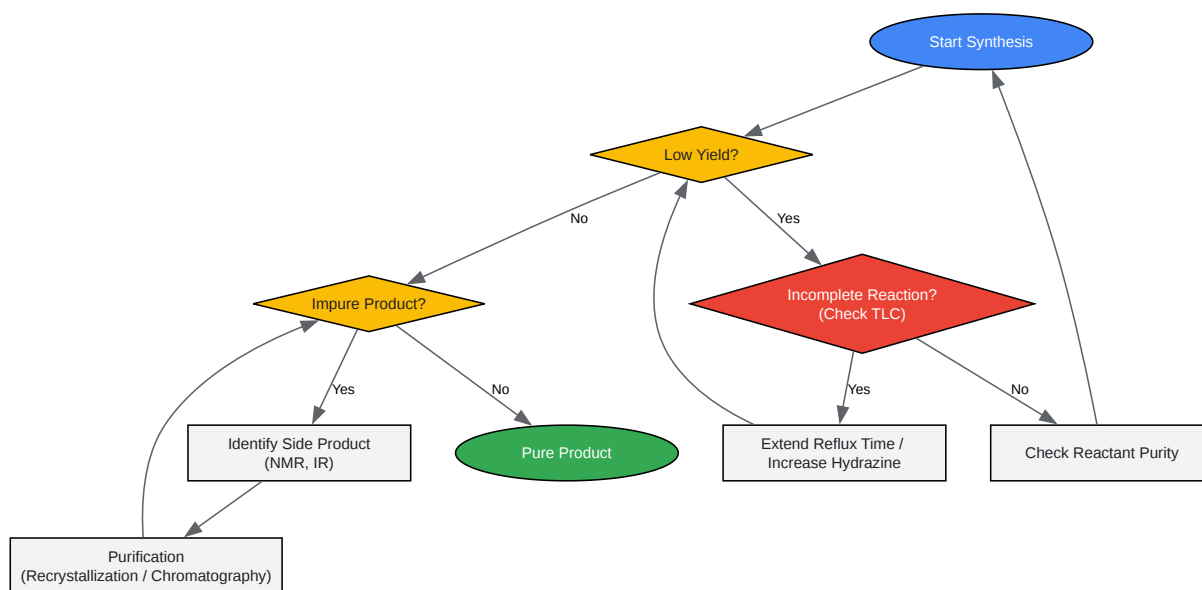 Start Synthesis
Low Yield?
No
Yes
Impure Product?
Incomplete Reaction?
(Check TLC)
Yes
No
Yes
No
Identify Side Product
(NMR, IR)
Pure Product
Extend Reflux Time /
Increase Hydrazine
Check Reactant Purity
Purification
(Recrystallization / Chromatography)